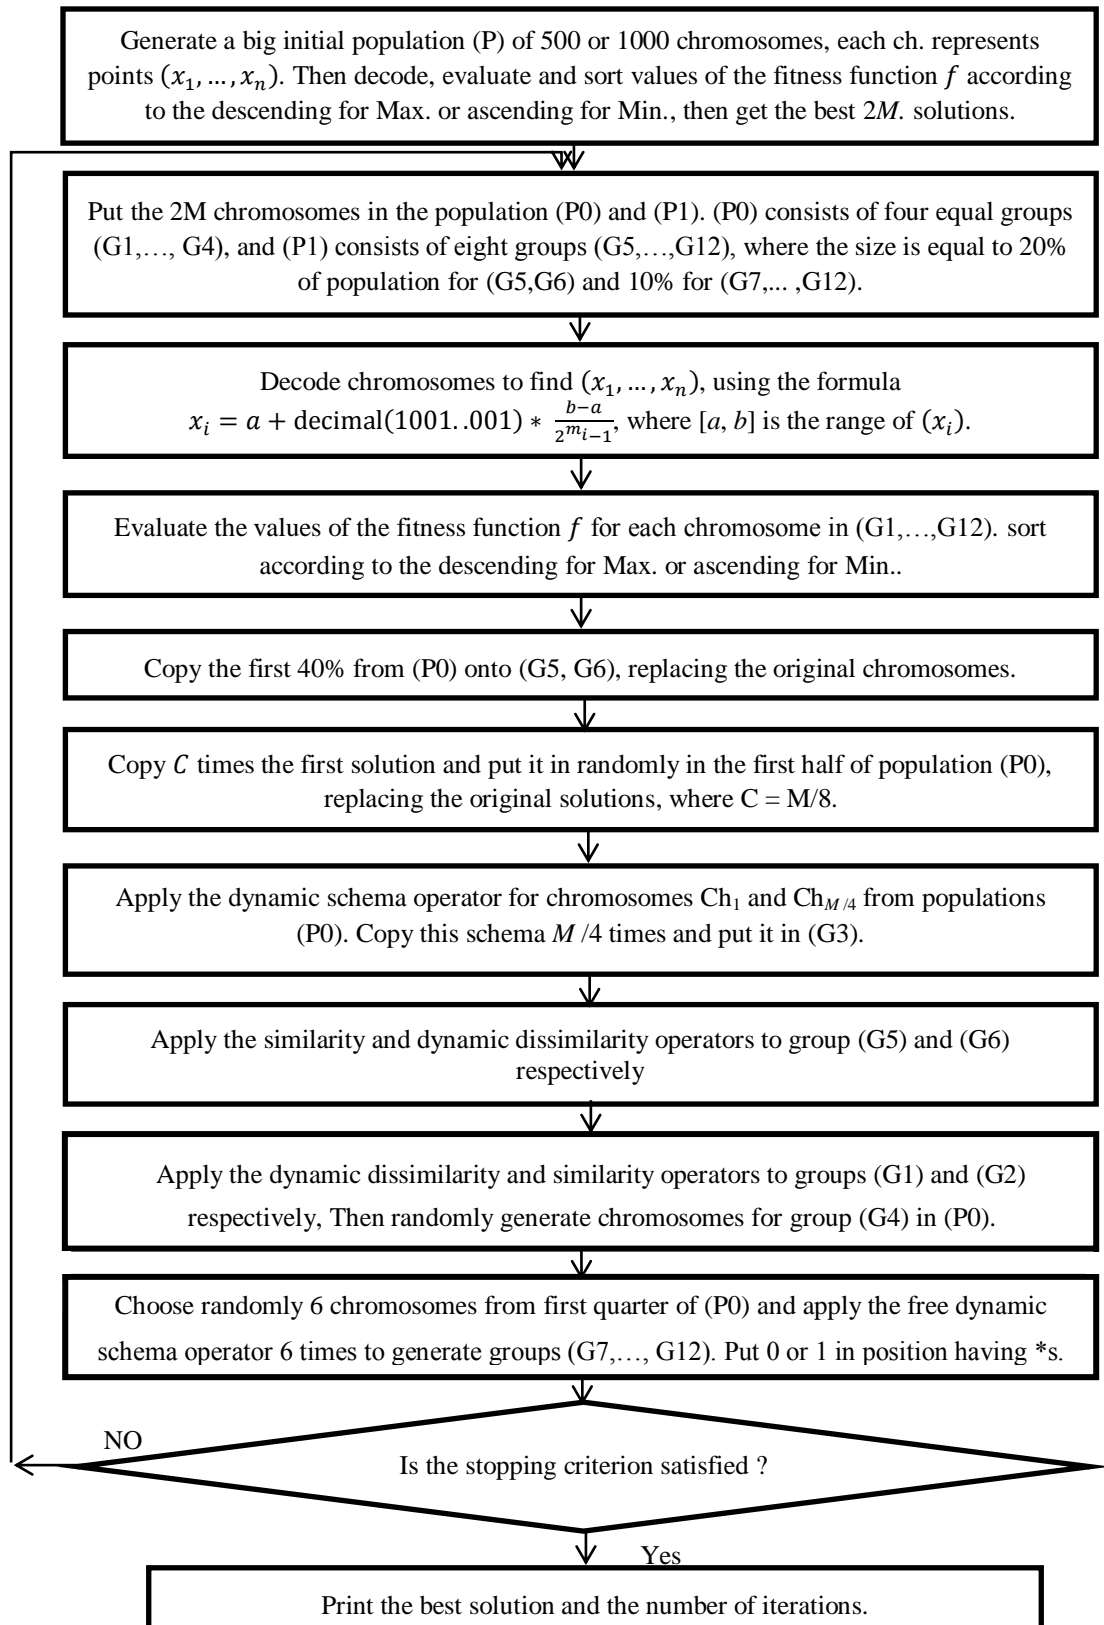 Generate a big initial population (P) of 500 or 1000 chromosomes, each ch. represents
points (x₁, … , xₙ). Then decode, evaluate and sort values of the fitness function f according
to the descending for Max. or ascending for Min., then get the best 2M. solutions.
Put the 2M chromosomes in the population (P0) and (P1). (P0) consists of four equal groups
(G1,…, G4), and (P1) consists of eight groups (G5,…,G12), where the size is equal to 20%
of population for (G5,G6) and 10% for (G7,... ,G12).
Decode chromosomes to find (x₁, … , xₙ), using the formula
xᵢ = a + decimal(1001. .001) * (b−a)/(2^(mᵢ−1)), where [a, b] is the range of (xᵢ).
Evaluate the values of the fitness function f for each chromosome in (G1,…,G12). sort
according to the descending for Max. or ascending for Min..
Copy the first 40% from (P0) onto (G5, G6), replacing the original chromosomes.
Copy C times the first solution and put it in randomly in the first half of population (P0),
replacing the original solutions, where C = M/8.
Apply the dynamic schema operator for chromosomes Ch₁ and Ch_{M/4} from populations
(P0). Copy this schema M /4 times and put it in (G3).
Apply the similarity and dynamic dissimilarity operators to group (G5) and (G6)
respectively
Apply the dynamic dissimilarity and similarity operators to groups (G1) and (G2)
respectively, Then randomly generate chromosomes for group (G4) in (P0).
Choose randomly 6 chromosomes from first quarter of (P0) and apply the free dynamic
schema operator 6 times to generate groups (G7,…, G12). Put 0 or 1 in position having *s.
NO
Is the stopping criterion satisfied ?
Yes
Print the best solution and the number of iterations.